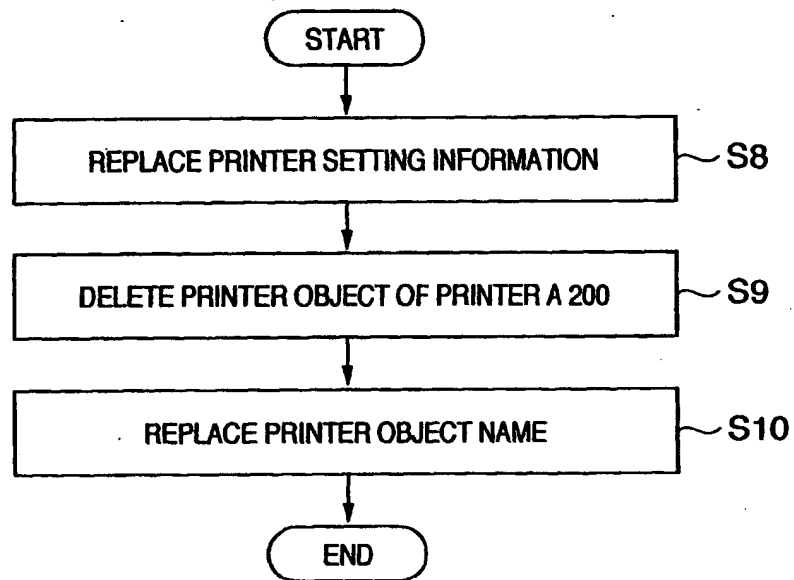 START
REPLACE PRINTER SETTING INFORMATION
S8
DELETE PRINTER OBJECT OF PRINTER A 200
S9
REPLACE PRINTER OBJECT NAME
S10
END